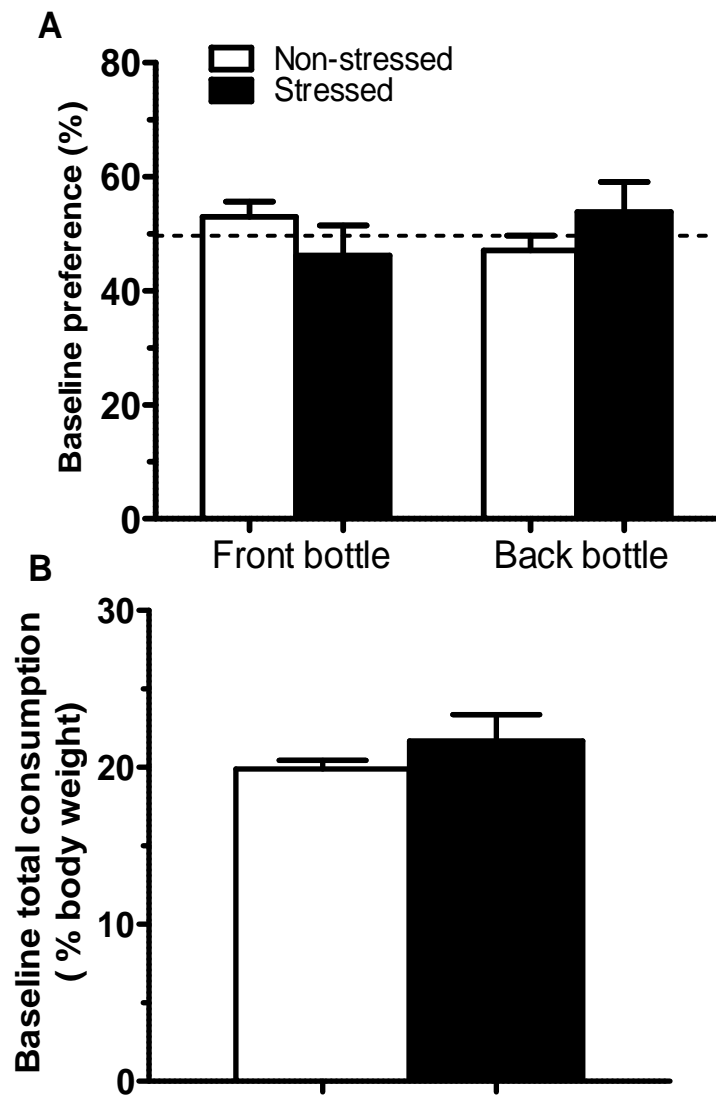 A
Non-stressed
Stressed
Baseline preference (%)
80
60
40
20
0
Front bottle
Back bottle
B
Baseline total consumption
( % body weight)
30
20
10
0